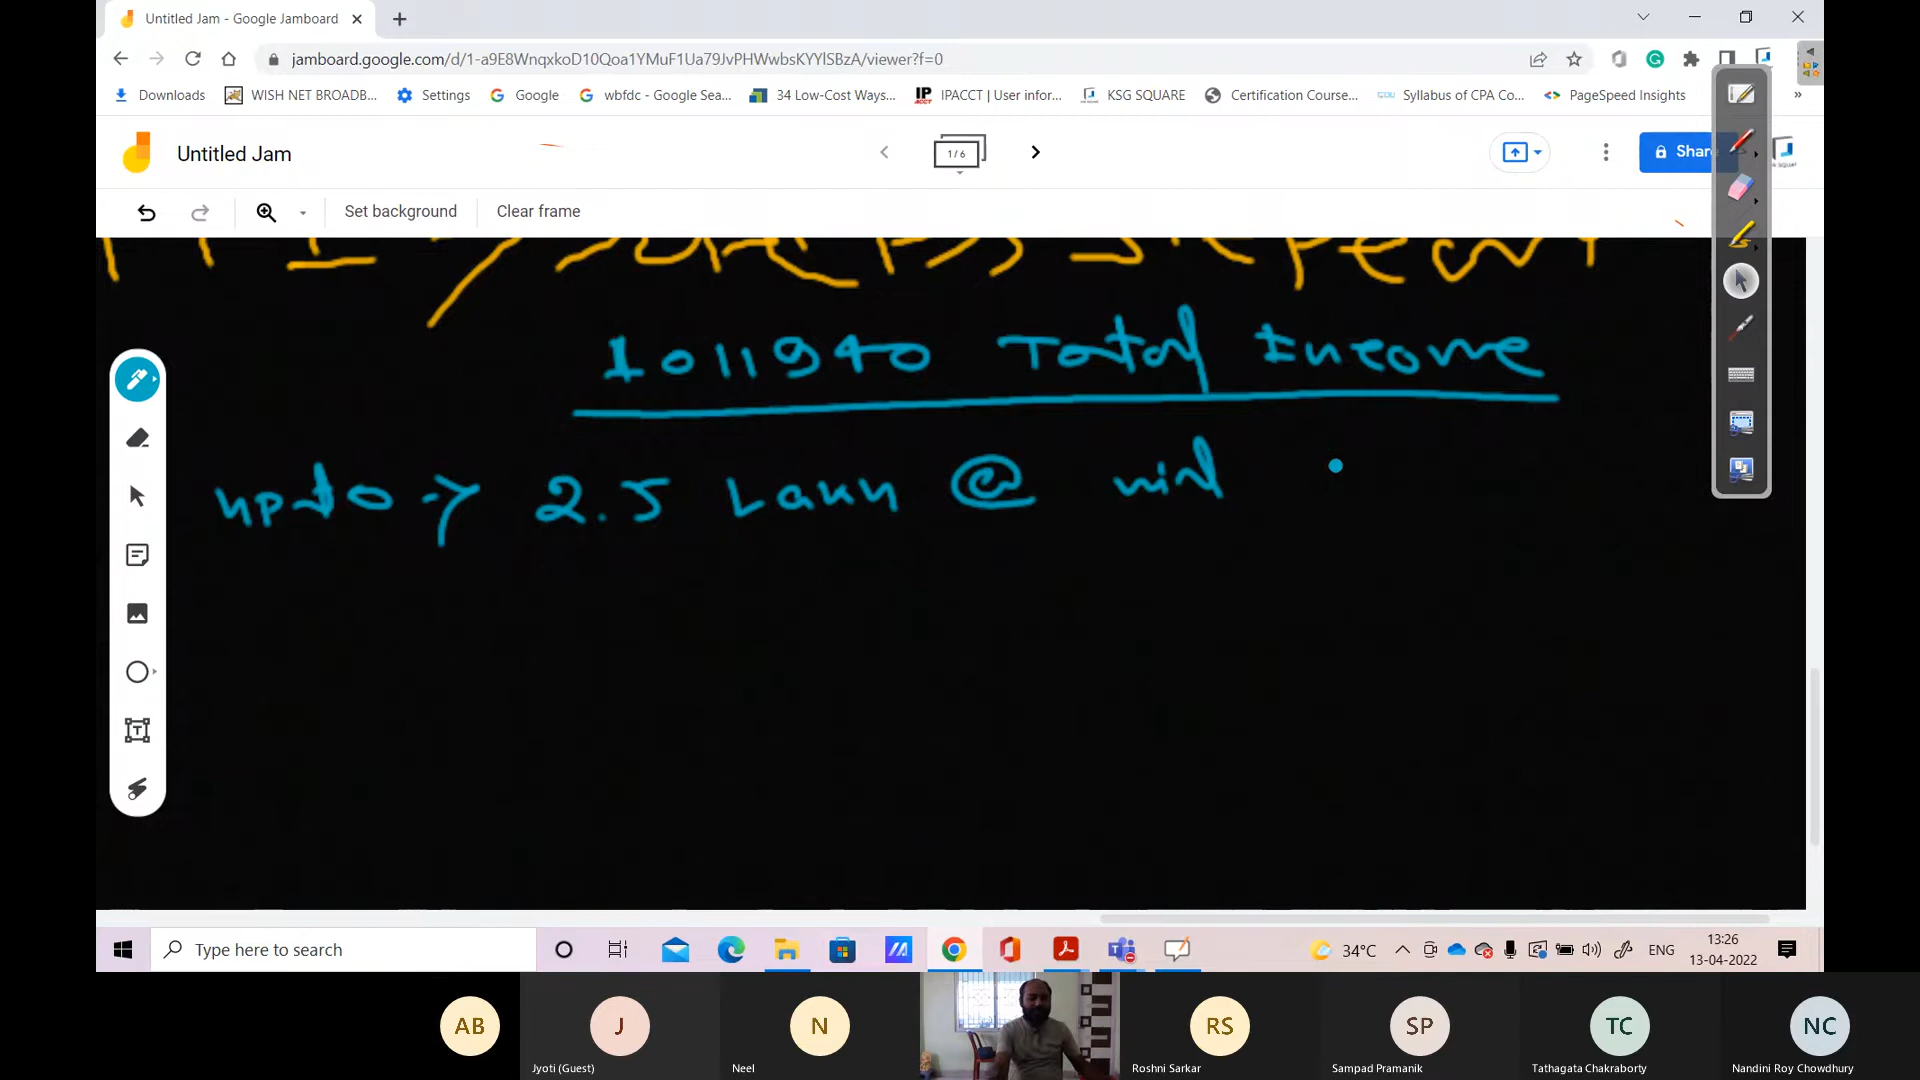 Untitled Jam - Google Jamboard
jamboard.google.com/d/1-a9E8WnqxkoD10Qoa1YMuF1Ua79JvPHWwbsKYYlSBzA/viewer?f=0
Downloads WISH NET BROADB... Settings Google wbfdc - Google Sea... 34 Low-Cost Ways... IPACCT | User infor... KSG SQUARE Certification Course... Syllabus of CPA Co... PageSpeed Insights »
Untitled Jam
1/6
Share
Set background Clear frame
1011940 Total Income
upto → 2.5 Lakh @ nil
Type here to search
34°C
ENG
13:26
13-04-2022
AB J N RS SP TC NC
Jyoti (Guest) Neel Roshni Sarkar Sampad Pramanik Tathagata Chakraborty Nandini Roy Chowdhury